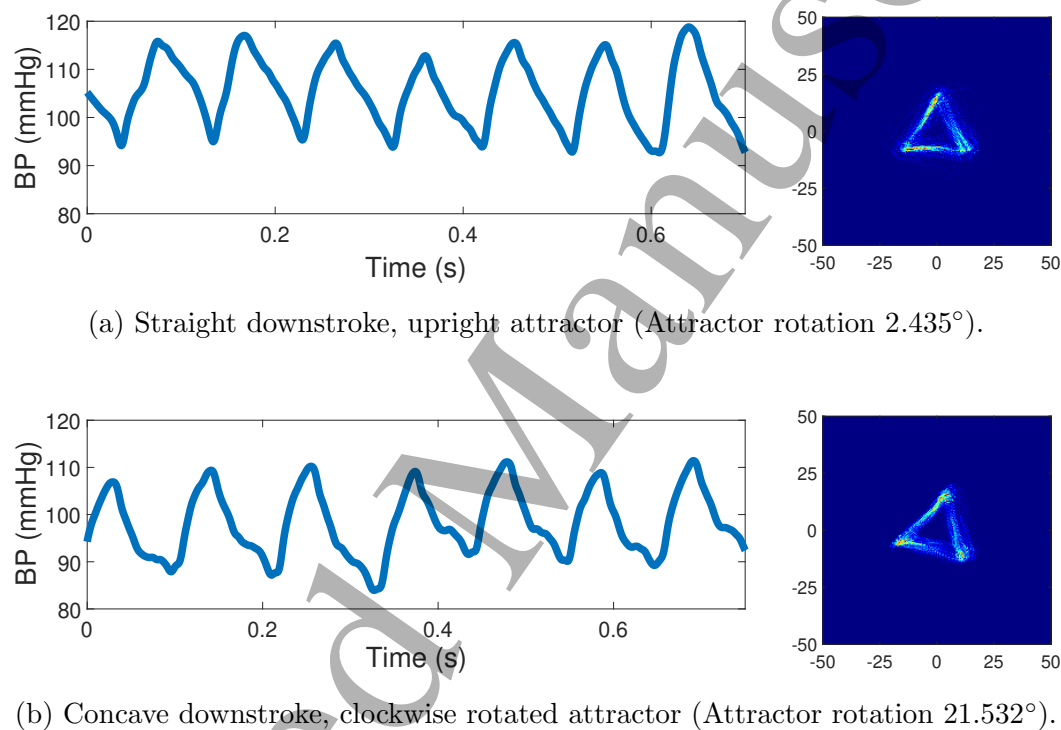 120
110
100
90
80
BP (mmHg)
0 0.2 0.4 0.6
Time (s)
50
25
0
-25
-50
-50 -25 0 25 50
(a) Straight downstroke, upright attractor (Attractor rotation 2.435°).
120
110
100
90
80
BP (mmHg)
0 0.2 0.4 0.6
Time (s)
50
25
0
-25
-50
-50 -25 0 25 50
(b) Concave downstroke, clockwise rotated attractor (Attractor rotation 21.532°).
d Manus